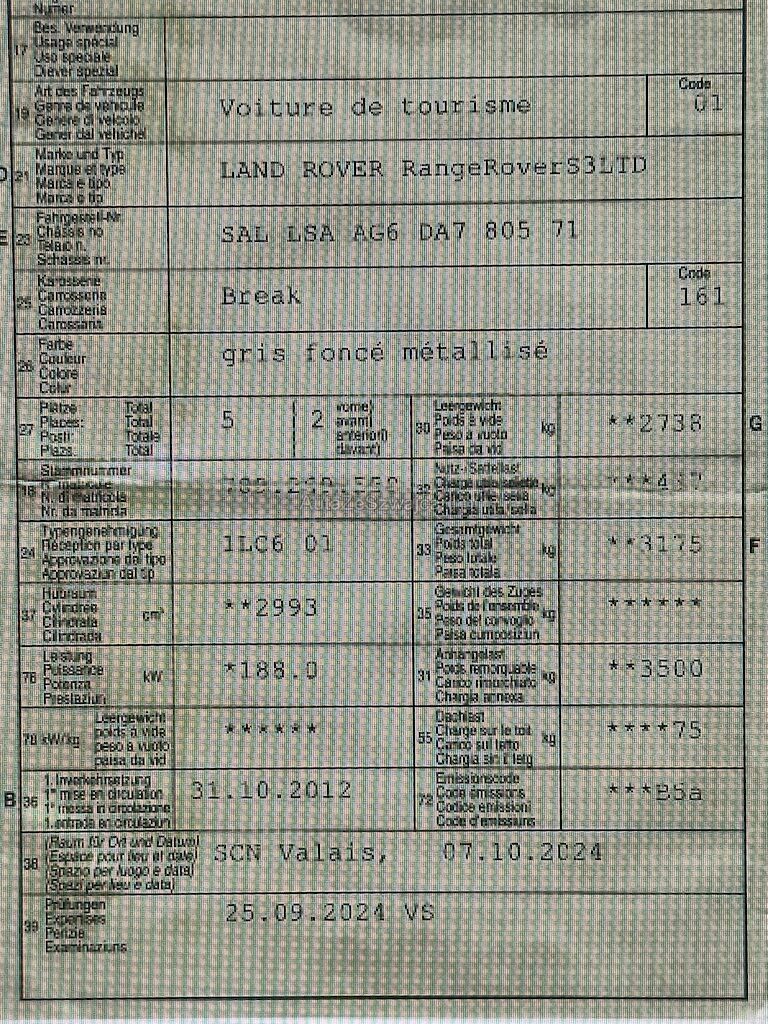 Numer
17 Bes. Verwendung
Usage spécial
Uso speciale
Diever spezial
19 Art des Fahrzeugs
Genre de véhicule
Genere di veicolo
Gener dal vehichel
Voiture de tourisme
Code
01
D 21 Marke und Typ
Marque et type
Marca e tipo
Marca e tip
LAND ROVER RangeRoverS3LTD
E 23 Fahrgestell-Nr.
Châssis no
Telaio n.
Schassis nr.
SAL LSA AG6 DA7 805 71
25 Karosserie
Carrosserie
Carrozzeria
Carossaria
Break
Code
161
26 Farbe
Couleur
Colore
Colur
gris foncé métallisé
27 Plätze Total
Places: Total
Posti: Totale
Plazs: Total
5
2 vorne)
avant)
anteriori)
davant)
30 Leergewicht
Poids à vide
Peso a vuoto
Paisa da vid
kg
**2738
G
18 Stammnummer
N° matricule
N. di matricola
Nr. da matricla
32 Nutz-/Sattellast
Charge utile/sellette
Carico utile/sella
Chargia utila/sella
kg
***437
24 Typengenehmigung
Réception par type
Approvazione del tipo
Approvaziun dal tip
1LC6 01
33 Gesamtgewicht
Poids total
Peso totale
Paisa totala
kg
**3175
F
37 Hubraum
Cylindrée
Cilindrata
Cilindrada
cm³
**2993
35 Gewicht des Zuges
Poids de l'ensemble
Peso del convoglio
Paisa cumposiziun
kg
******
76 Leistung
Puissance
Potenza
Prestaziun
kW
*188.0
31 Anhängelast
Poids remorquable
Carico rimorchiato
Chargia annexa
kg
**3500
78 kW/kg
Leergewicht
poids à vide
peso a vuoto
paisa da vid
******
55 Dachlast
Charge sur le toit
Carico sul tetto
Chargia sin il tetg
kg
****75
B 36 1. Inverkehrsetzung
1re mise en circulation
1a messa in circolazione
1. entrada en circulaziun
31.10.2012
72 Emissionscode
Code émissions
Codice emissioni
Code d'emissiuns
***B5a
38 (Raum für Ort und Datum)
(Espace pour lieu et date)
(Spazio per luogo e data)
(Spazi per lieu e data)
SCN Valais, 07.10.2024
39 Prüfungen
Expertises
Perizie
Examinaziuns
25.09.2024 VS